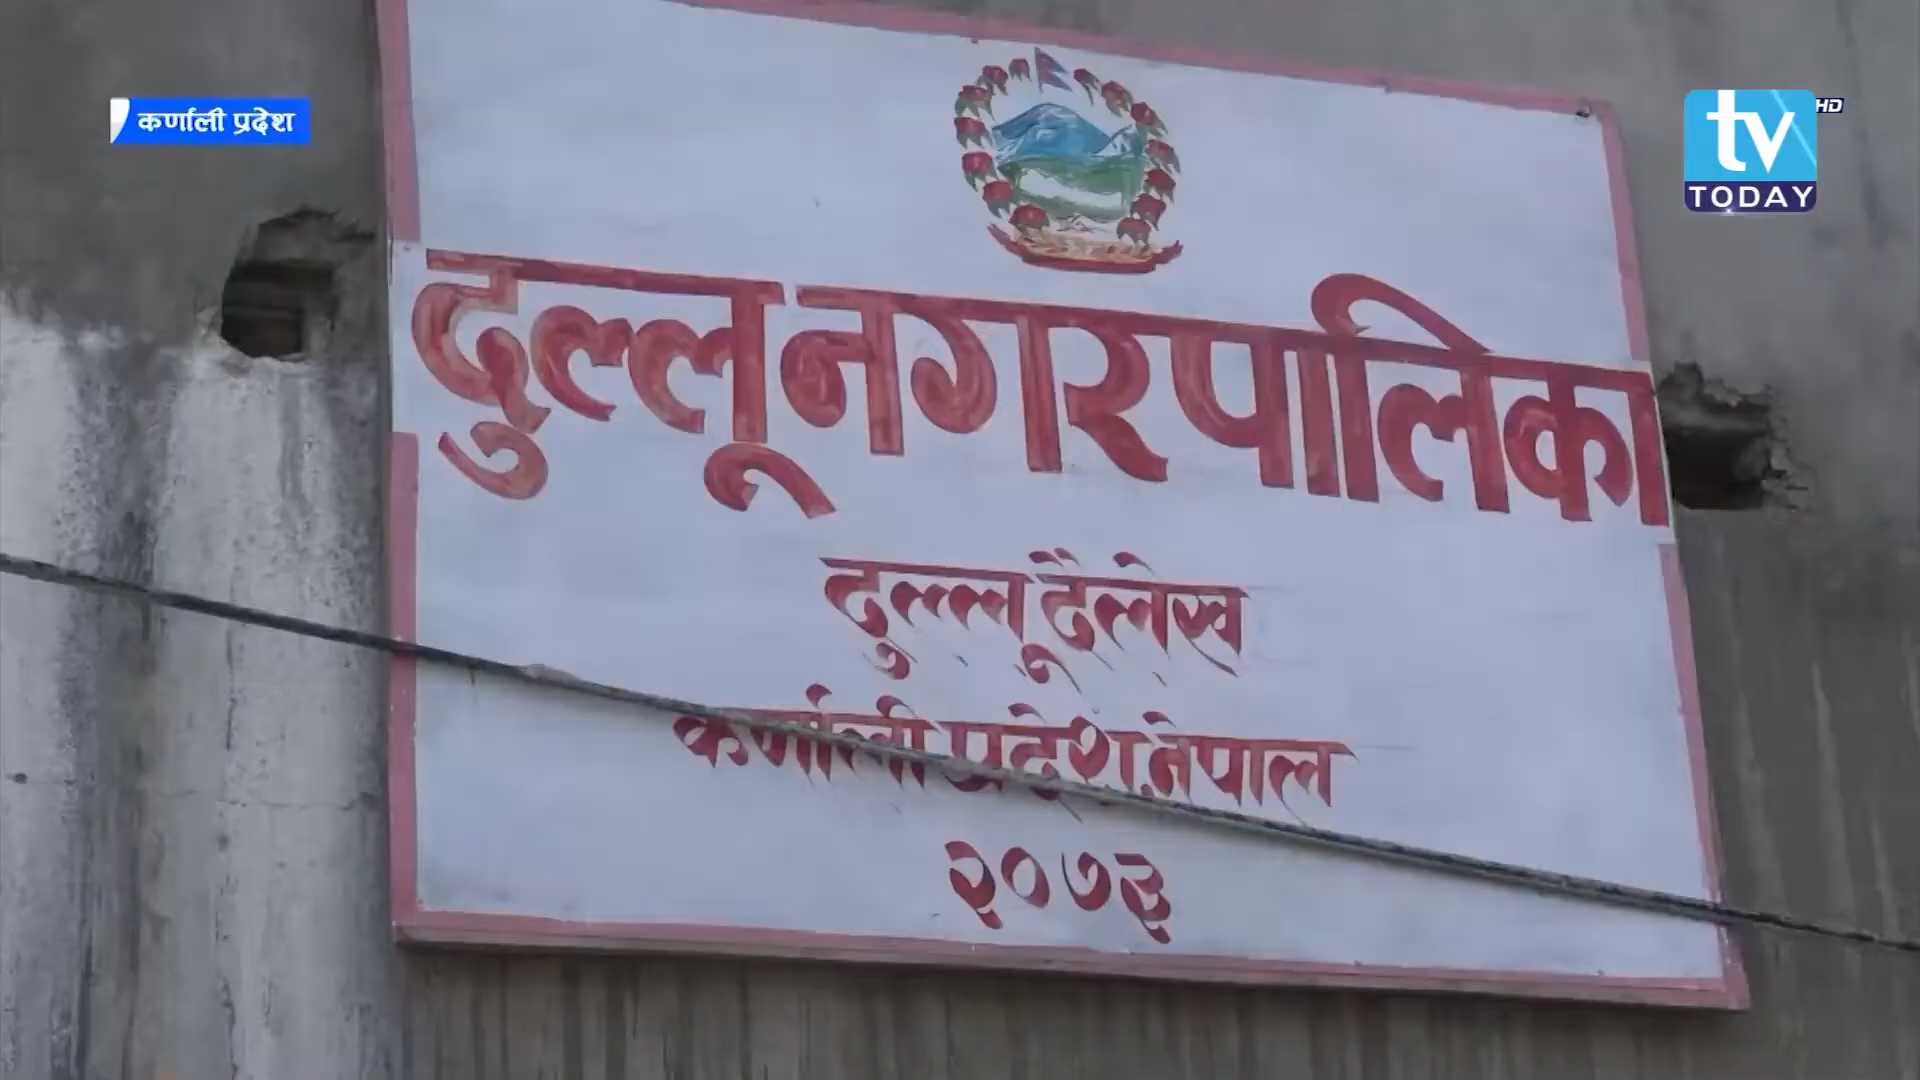 कर्णाली प्रदेश
tv HD
TODAY
दुल्लू नगरपालिका
दुल्लू दैलेख
कर्णाली प्रदेश, नेपाल
२०७३